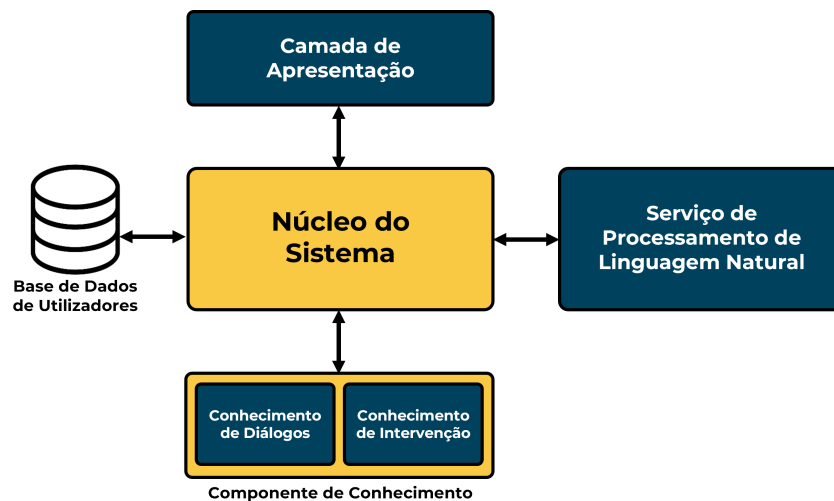 Camada de
Apresentação
Núcleo do
Sistema
Serviço de
Processamento de
Linguagem Natural
Base de Dados
de Utilizadores
Conhecimento
de Diálogos
Conhecimento
de Intervenção
Componente de Conhecimento